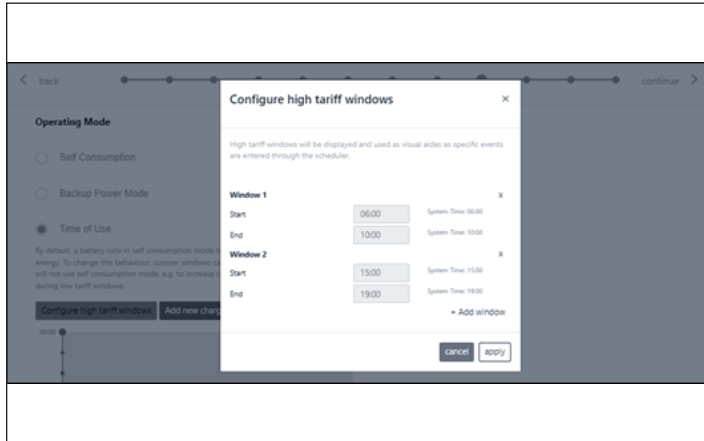 back
continue
Operating Mode
Self Consumption
Backup Power Mode
Time of Use
By default, a battery runs in self consumption mode
energy. To change this behaviour, custom windows ca
will not use self consumption mode, e.g. to increase
during low tariff windows.
Configure high tariff windows
Add new charg
00:00
Configure high tariff windows
×
High tariff windows will be displayed and used as visual aides as specific events
are entered through the scheduler.
Window 1 x
Start 06:00 System-Time: 06:00
End 10:00 System-Time: 10:00
Window 2 x
Start 15:00 System-Time: 15:00
End 19:00 System-Time: 19:00
+ Add window
cancel apply